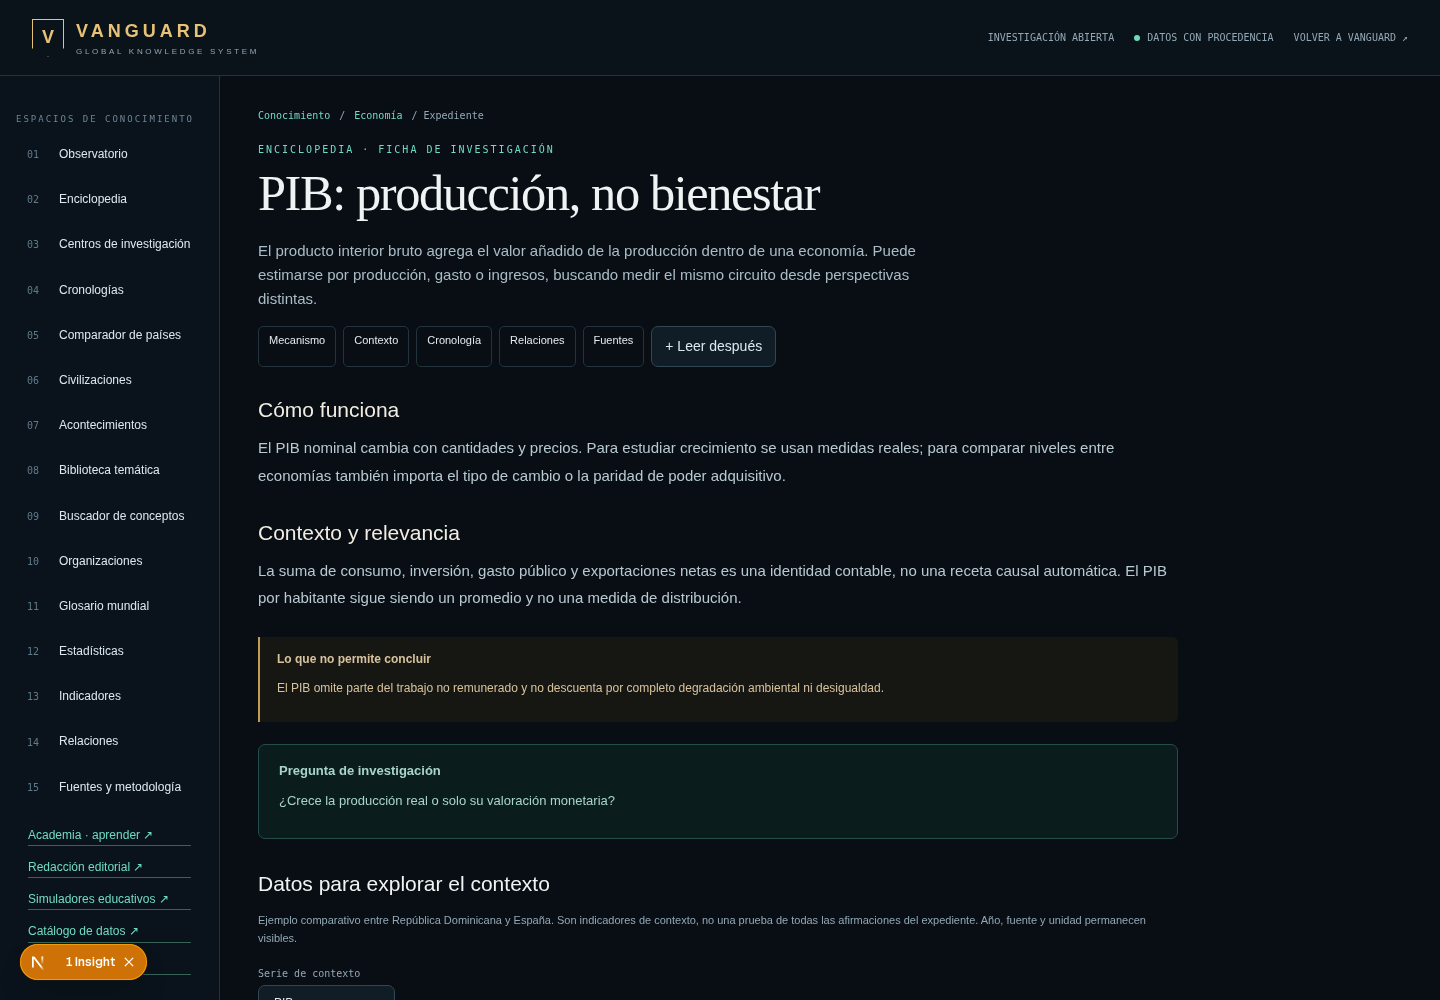 V
VANGUARD
GLOBAL KNOWLEDGE SYSTEM
INVESTIGACIÓN ABIERTA
DATOS CON PROCEDENCIA
VOLVER A VANGUARD ↗
ESPACIOS DE CONOCIMIENTO
01 Observatorio
02 Enciclopedia
03 Centros de investigación
04 Cronologías
05 Comparador de países
06 Civilizaciones
07 Acontecimientos
08 Biblioteca temática
09 Buscador de conceptos
10 Organizaciones
11 Glosario mundial
12 Estadísticas
13 Indicadores
14 Relaciones
15 Fuentes y metodología
Academia · aprender ↗
Redacción editorial ↗
Simuladores educativos ↗
Catálogo de datos ↗
1 Insight
Conocimiento / Economía / Expediente
ENCICLOPEDIA · FICHA DE INVESTIGACIÓN
PIB: producción, no bienestar
El producto interior bruto agrega el valor añadido de la producción dentro de una economía. Puede
estimarse por producción, gasto o ingresos, buscando medir el mismo circuito desde perspectivas
distintas.
Mecanismo
Contexto
Cronología
Relaciones
Fuentes
+ Leer después
Cómo funciona
El PIB nominal cambia con cantidades y precios. Para estudiar crecimiento se usan medidas reales; para comparar niveles entre
economías también importa el tipo de cambio o la paridad de poder adquisitivo.
Contexto y relevancia
La suma de consumo, inversión, gasto público y exportaciones netas es una identidad contable, no una receta causal automática. El PIB
por habitante sigue siendo un promedio y no una medida de distribución.
Lo que no permite concluir
El PIB omite parte del trabajo no remunerado y no descuenta por completo degradación ambiental ni desigualdad.
Pregunta de investigación
¿Crece la producción real o solo su valoración monetaria?
Datos para explorar el contexto
Ejemplo comparativo entre República Dominicana y España. Son indicadores de contexto, no una prueba de todas las afirmaciones del expediente. Año, fuente y unidad permanecen
visibles.
Serie de contexto
PIB